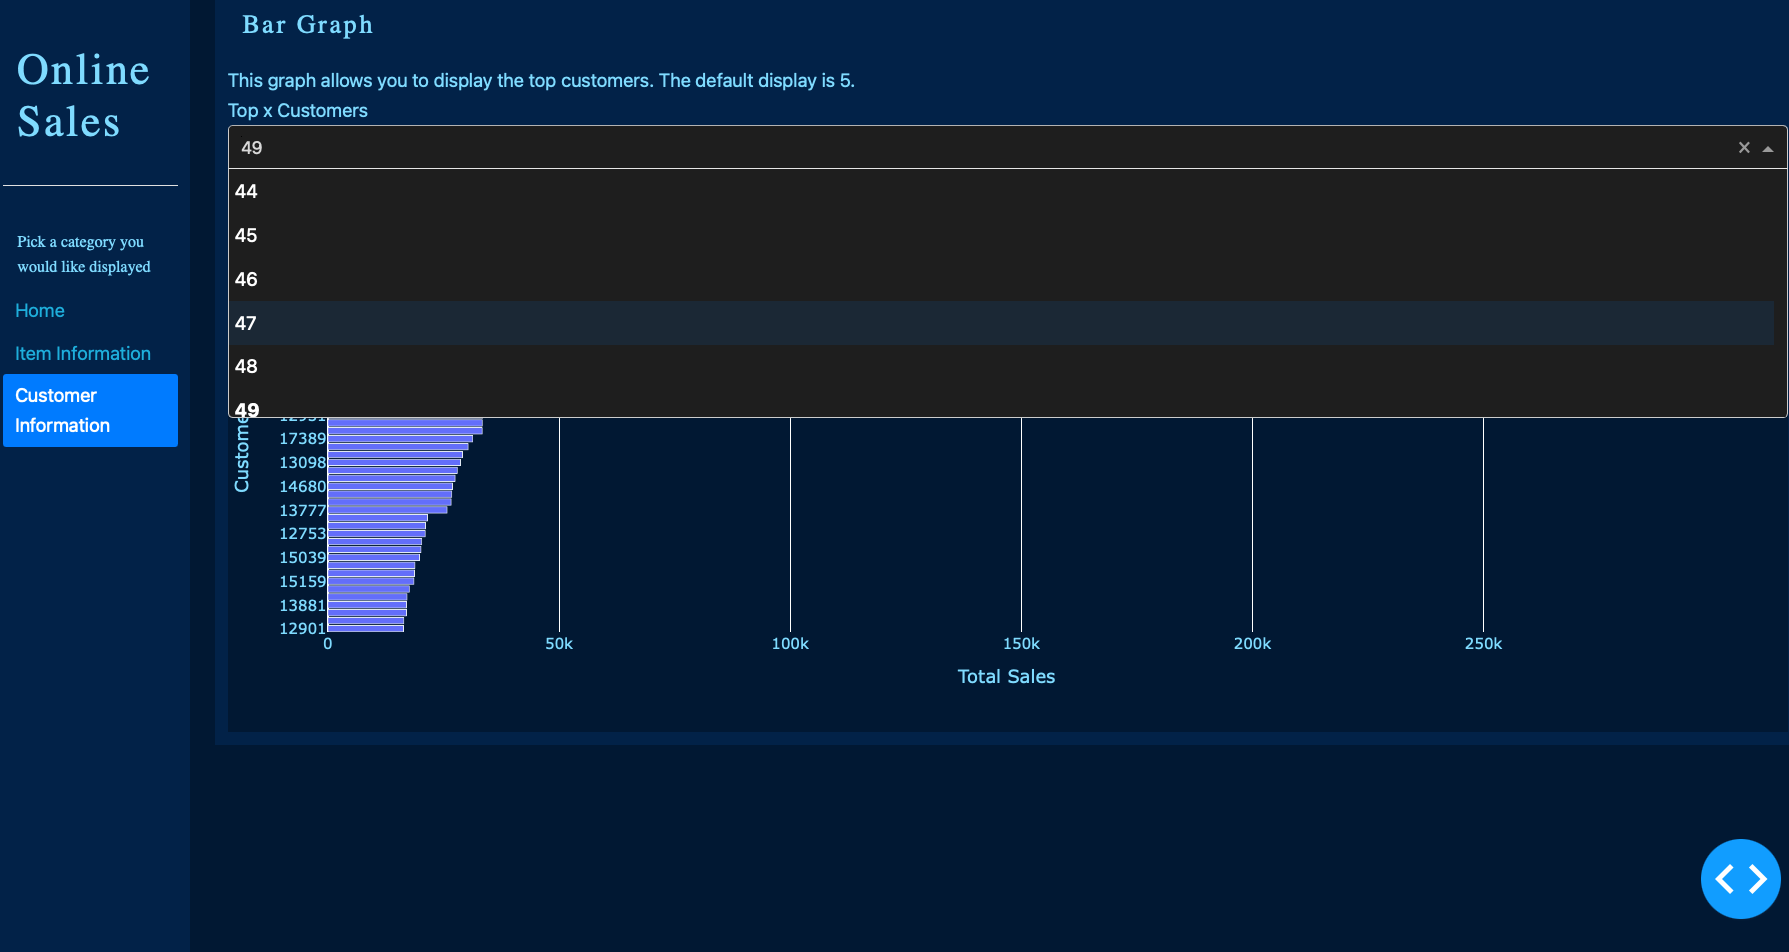 Online
Sales
Pick a category you
would like displayed
Home
Item Information
Customer
Information
Bar Graph
This graph allows you to display the top customers. The default display is 5.
Top x Customers
49
44
45
46
47
48
49
17389
13098
14680
13777
12753
15039
15159
13881
12901
0 50k 100k 150k 200k 250k
Total Sales